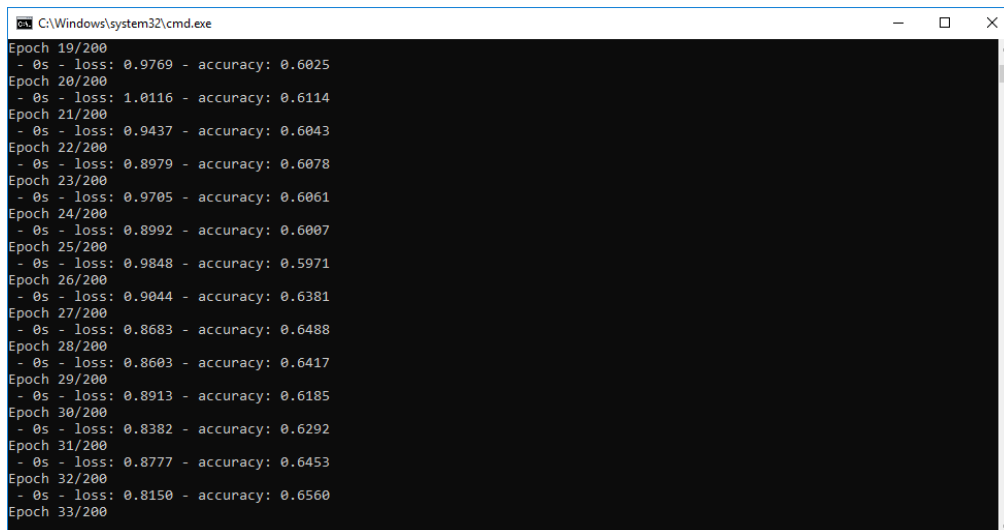 C:\Windows\system32\cmd.exe
Epoch 19/200
 - 0s - loss: 0.9769 - accuracy: 0.6025
Epoch 20/200
 - 0s - loss: 1.0116 - accuracy: 0.6114
Epoch 21/200
 - 0s - loss: 0.9437 - accuracy: 0.6043
Epoch 22/200
 - 0s - loss: 0.8979 - accuracy: 0.6078
Epoch 23/200
 - 0s - loss: 0.9705 - accuracy: 0.6061
Epoch 24/200
 - 0s - loss: 0.8992 - accuracy: 0.6007
Epoch 25/200
 - 0s - loss: 0.9848 - accuracy: 0.5971
Epoch 26/200
 - 0s - loss: 0.9044 - accuracy: 0.6381
Epoch 27/200
 - 0s - loss: 0.8683 - accuracy: 0.6488
Epoch 28/200
 - 0s - loss: 0.8603 - accuracy: 0.6417
Epoch 29/200
 - 0s - loss: 0.8913 - accuracy: 0.6185
Epoch 30/200
 - 0s - loss: 0.8382 - accuracy: 0.6292
Epoch 31/200
 - 0s - loss: 0.8777 - accuracy: 0.6453
Epoch 32/200
 - 0s - loss: 0.8150 - accuracy: 0.6560
Epoch 33/200